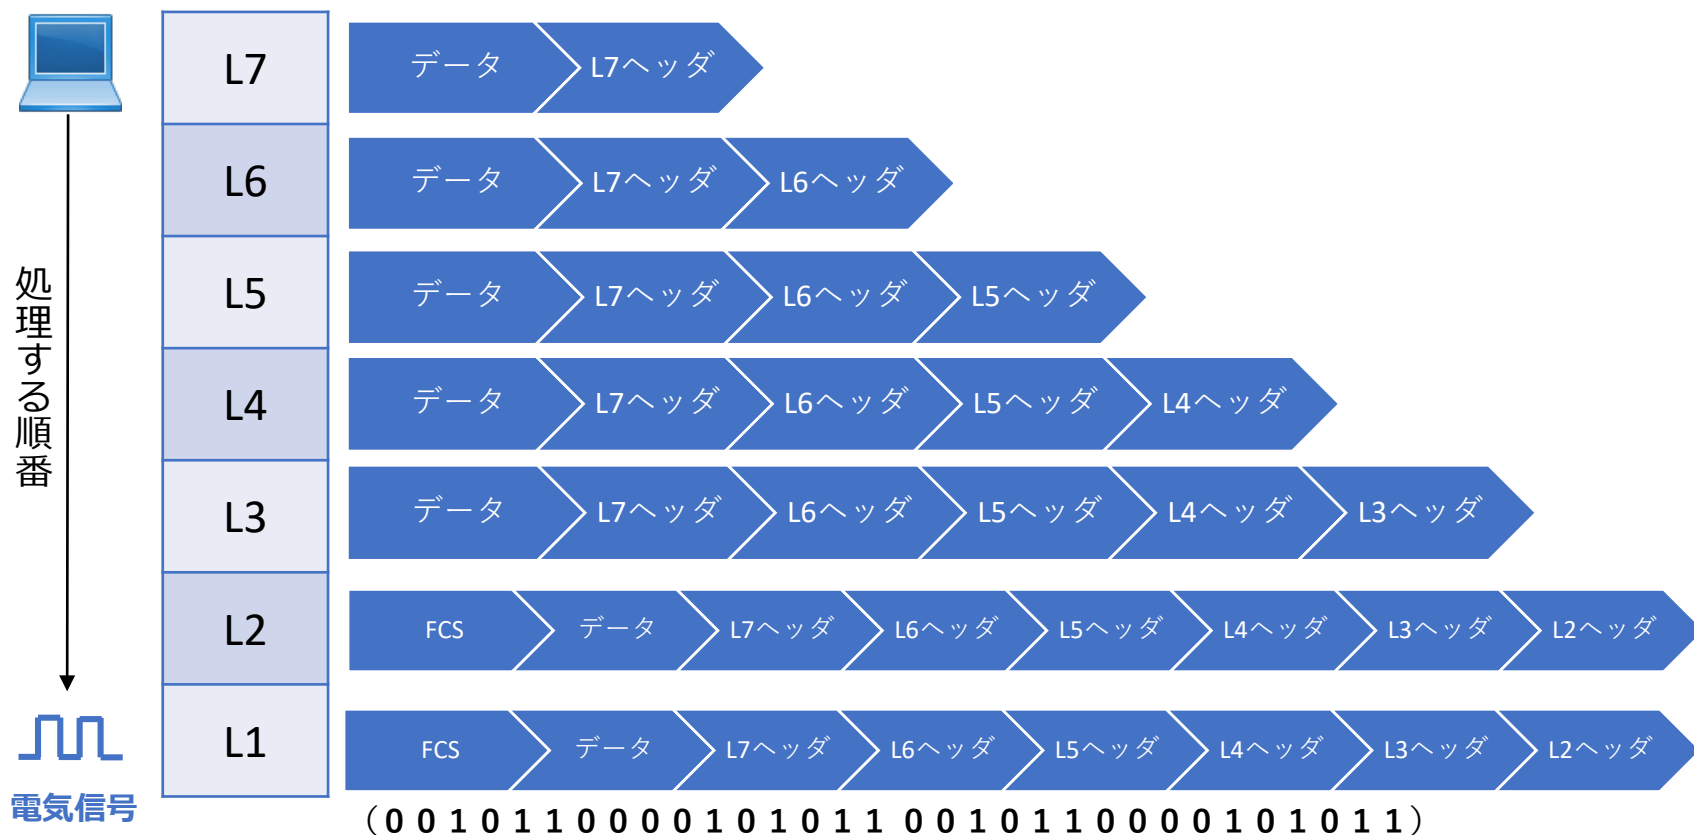 L7
データ L7ヘッダ
L6
データ L7ヘッダ L6ヘッダ
L5
データ L7ヘッダ L6ヘッダ L5ヘッダ
L4
データ L7ヘッダ L6ヘッダ L5ヘッダ L4ヘッダ
L3
データ L7ヘッダ L6ヘッダ L5ヘッダ L4ヘッダ L3ヘッダ
L2
FCS データ L7ヘッダ L6ヘッダ L5ヘッダ L4ヘッダ L3ヘッダ L2ヘッダ
L1
FCS データ L7ヘッダ L6ヘッダ L5ヘッダ L4ヘッダ L3ヘッダ L2ヘッダ
処理する順番
電気信号
（0 0 1 0 1 1 0 0 0 0 1 0 1 0 1 1 0 0 1 0 1 1 0 0 0 0 1 0 1 0 1 1）